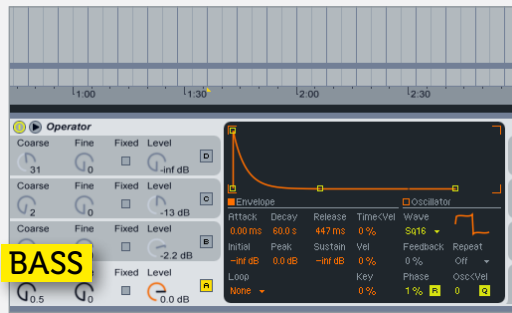 1:00 1:30 2:00 2:30
Operator
Coarse Fine Fixed Level
31 0 -inf dB D
Coarse Fine Fixed Level
2 0 -13 dB C
Coarse Fine Fixed Level
-2.2 dB B
BASS
Fixed Level
0.5 0 0.0 dB A
Envelope Oscillator
Attack Decay Release Time<Vel Wave
0.00 ms 60.0 s 447 ms 0 % Sq16
Initial Peak Sustain Vel Feedback Repeat
-inf dB 0.0 dB -inf dB 0 % 0 % Off
Loop Key Phase Osc<Vel
None 0 % 1 % R 0 Q